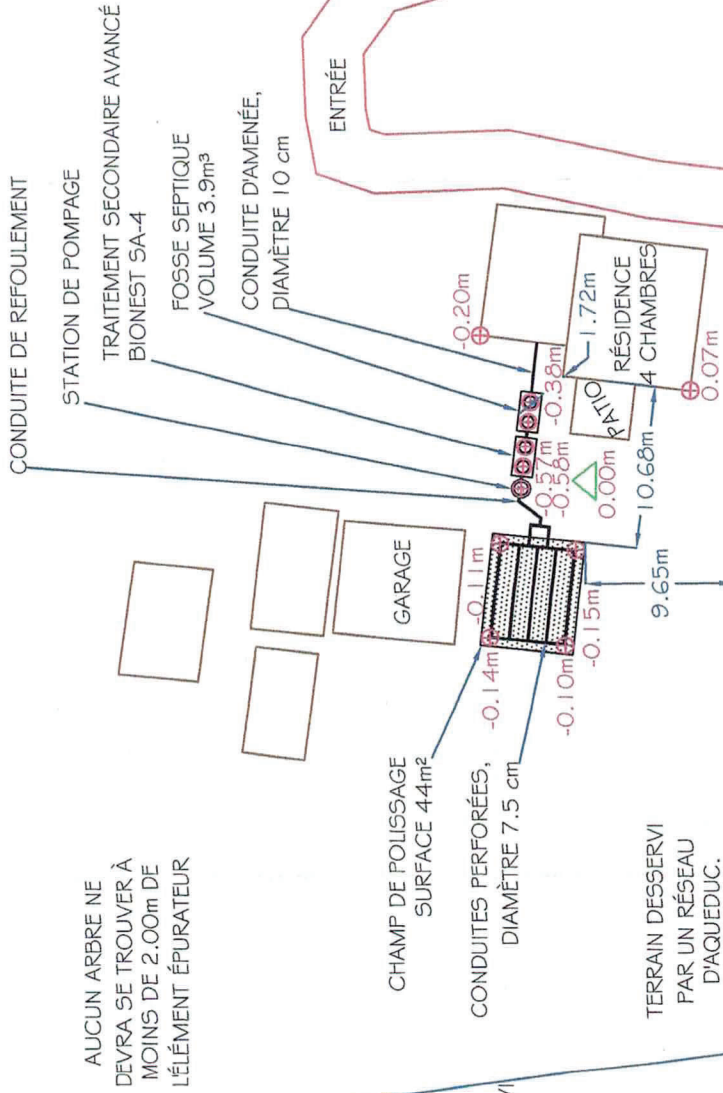 CONDUITE DE REFOULEMENT
STATION DE POMPAGE
TRAITEMENT SECONDAIRE AVANCÉ
BIONEST SA-4
FOSSE SEPTIQUE
VOLUME 3.9m³
CONDUITE D'AMENÉE,
DIAMÈTRE 10 cm
ENTRÉE
AUCUN ARBRE NE
DEVRA SE TROUVER À
MOINS DE 2.00m DE
L'ÉLÉMENT ÉPURATEUR
GARAGE
-0.20m
-0.38m
1.72m
RÉSIDENCE
4 CHAMBRES
PATIO
0.07m
-0.57m
-0.58m
0.00m
10.68m
-0.11m
-0.14m
-0.10m
-0.15m
9.65m
CHAMP DE POLISSAGE
SURFACE 44m²
CONDUITES PERFORÉES,
DIAMÈTRE 7.5 cm
TERRAIN DESSERVI
PAR UN RÉSEAU
D'AQUEDUC.
VI